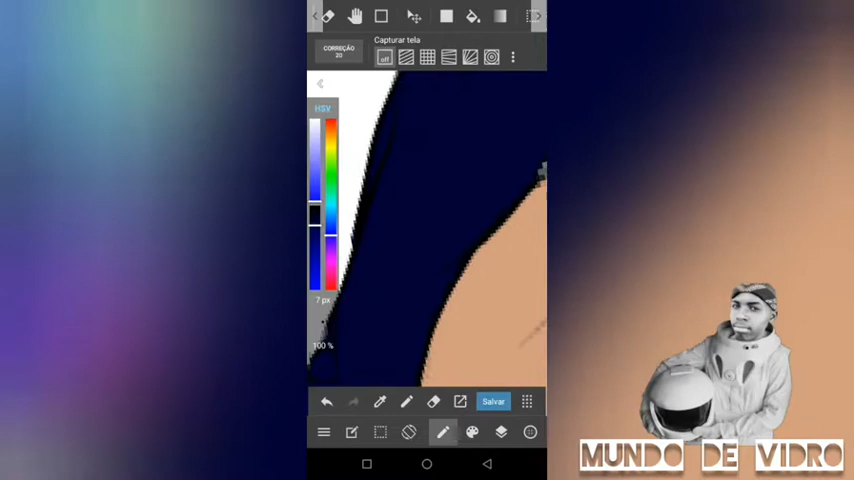 Capturar tela
CORREÇÃO
20
off
HSV
7 px
100 %
Salvar
MUNDO DE VIDRO